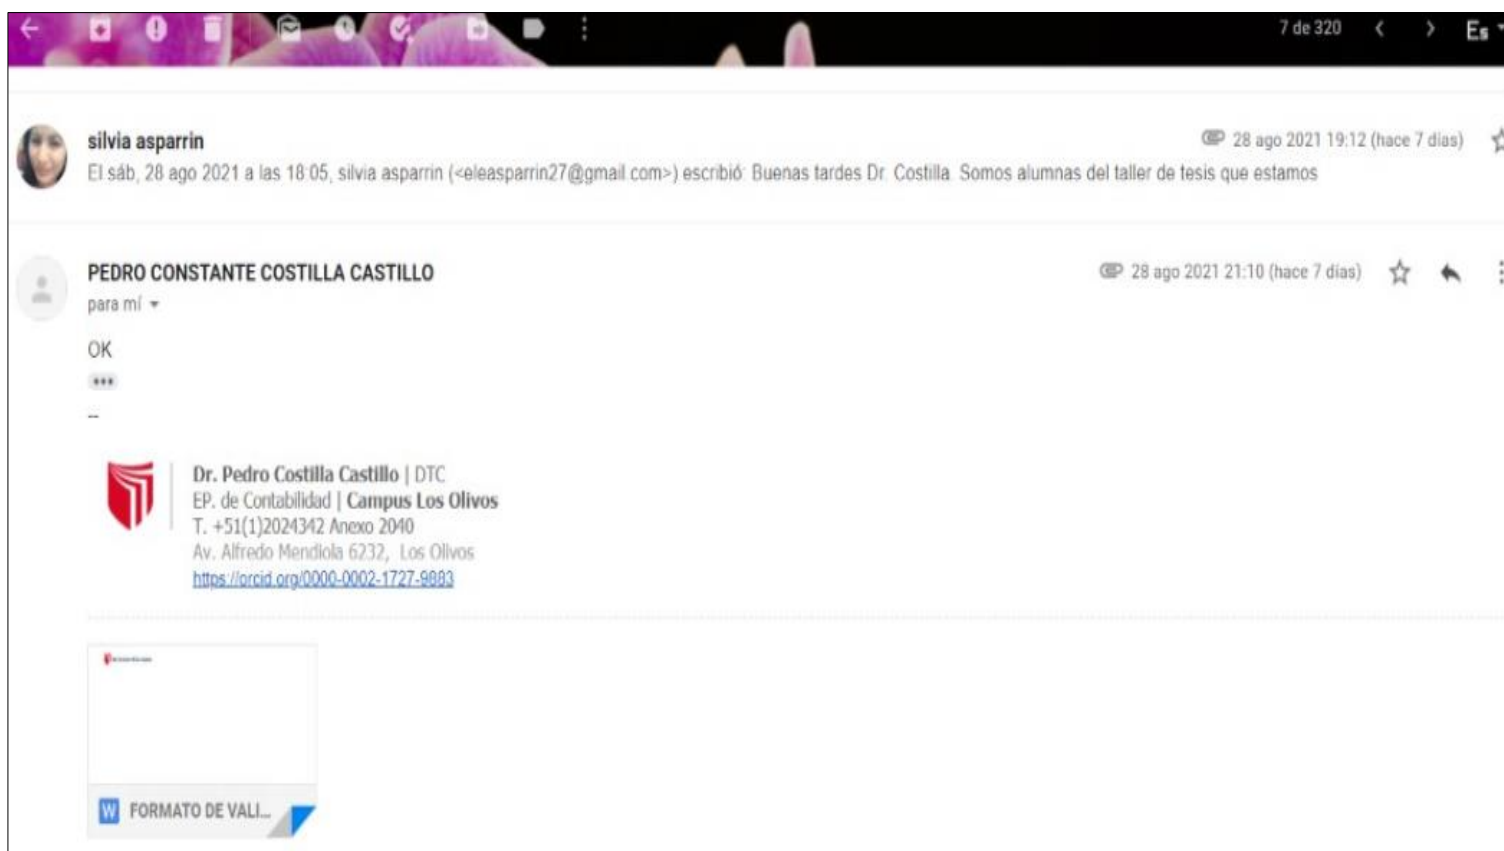 7 de 320
Es
silvia asparrin
28 ago 2021 19:12 (hace 7 días)
El sáb, 28 ago 2021 a las 18:05, silvia asparrin (<eleasparrin27@gmail.com>) escribió: Buenas tardes Dr. Costilla. Somos alumnas del taller de tesis que estamos
PEDRO CONSTANTE COSTILLA CASTILLO
28 ago 2021 21:10 (hace 7 días)
para mí
OK
--
Dr. Pedro Costilla Castillo | DTC
EP. de Contabilidad | Campus Los Olivos
T. +51(1)2024342 Anexo 2040
Av. Alfredo Mendiola 6232, Los Olivos
https://orcid.org/0000-0002-1727-9883
W FORMATO DE VALI...